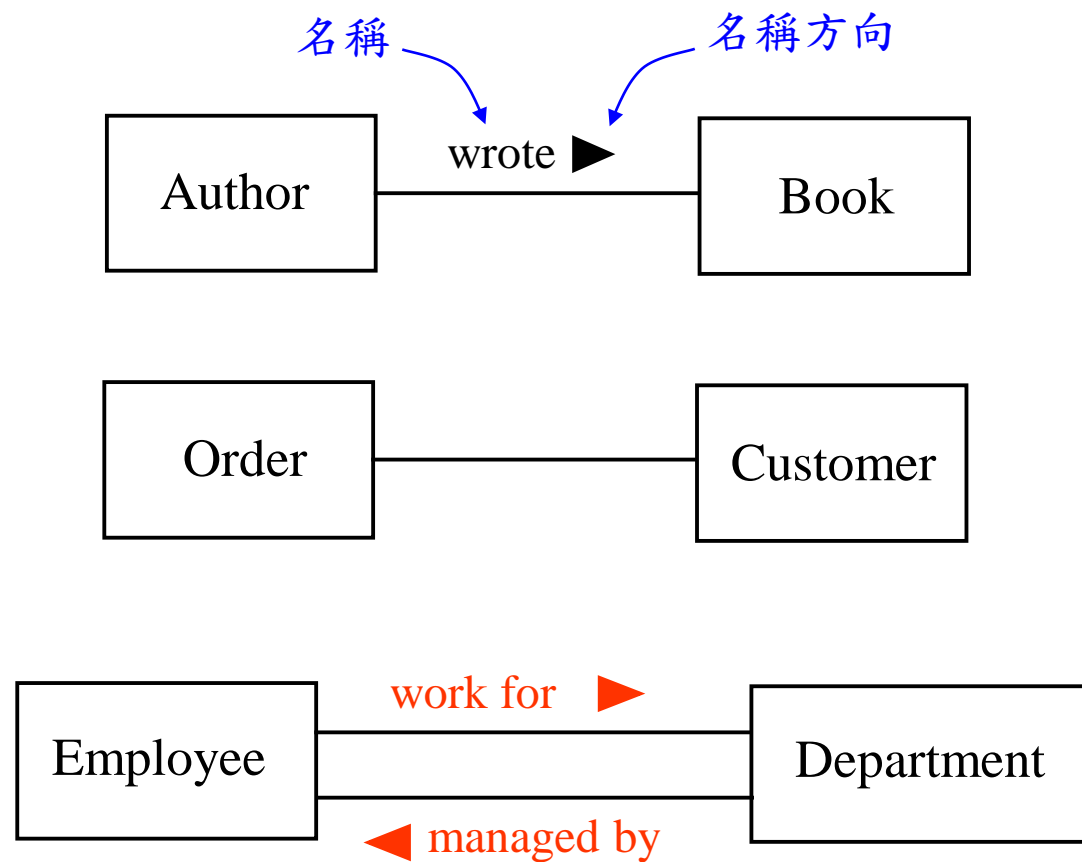 名稱
名稱方向
wrote ▶
Author
Book
Order
Customer
work for ▶
Employee
Department
◀ managed by